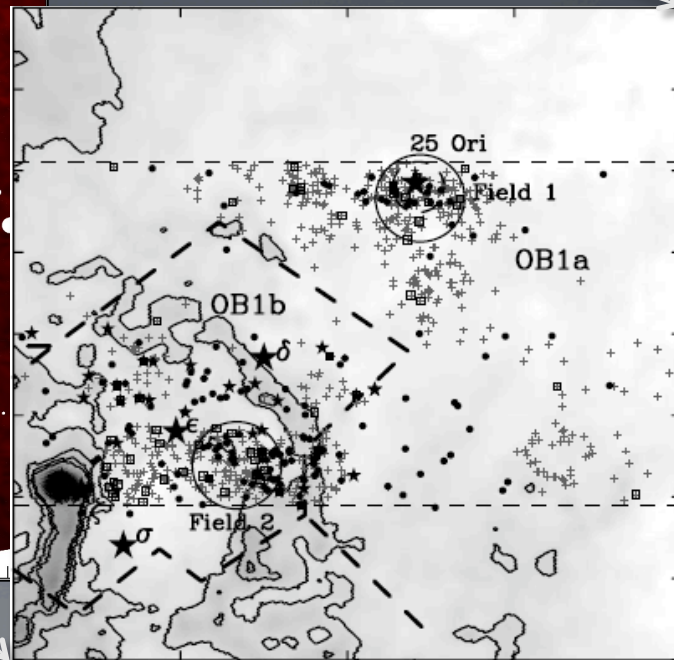 25 Ori
Field 1
OB1a
OB1b
δ
ε
Field 2
σ